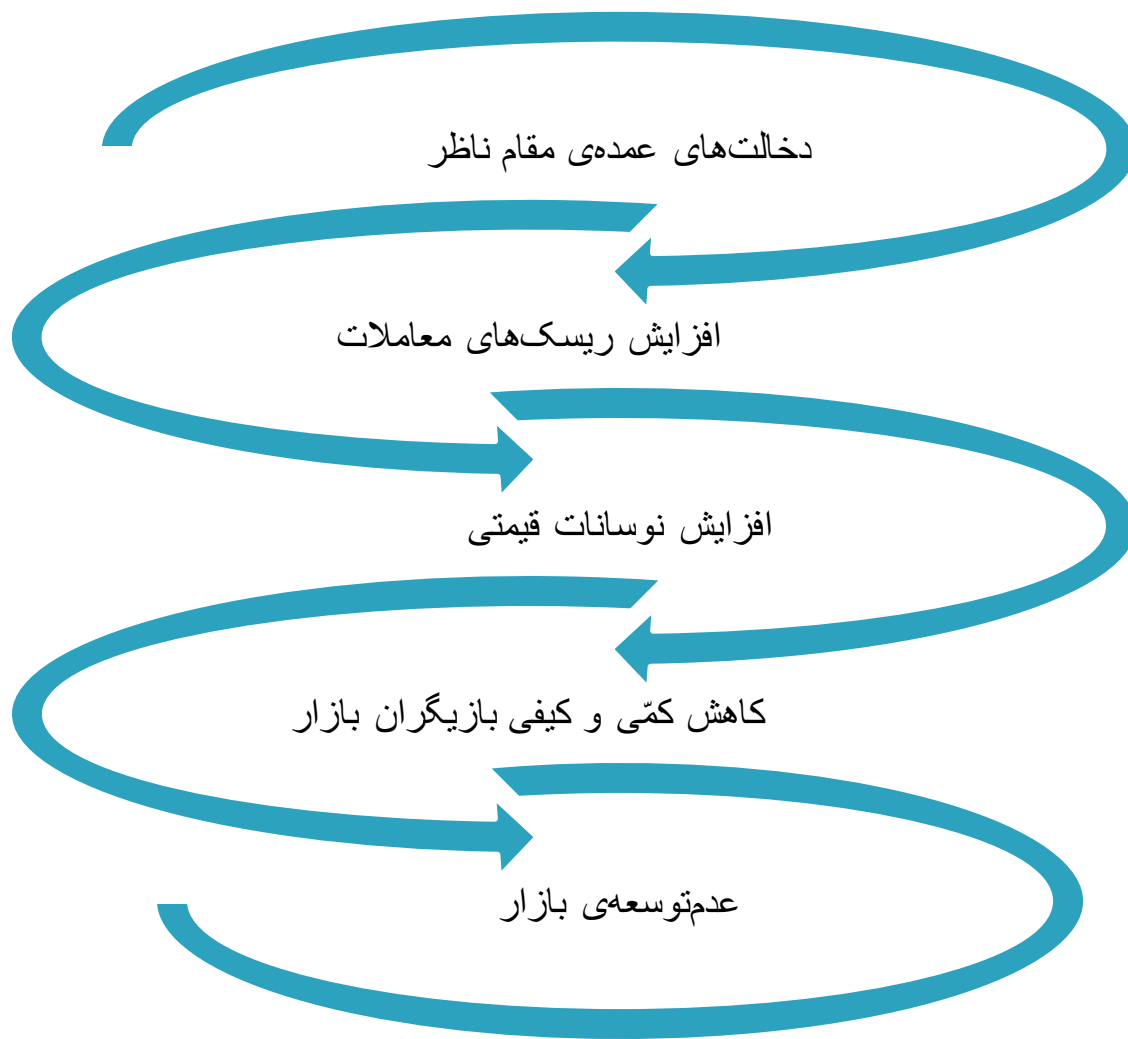 دخالت‌های عمده‌ی مقام ناظر
افزایش ریسک‌های معاملات
افزایش نوسانات قیمتی
کاهش کمّی و کیفی بازیگران بازار
عدم‌توسعه‌ی بازار